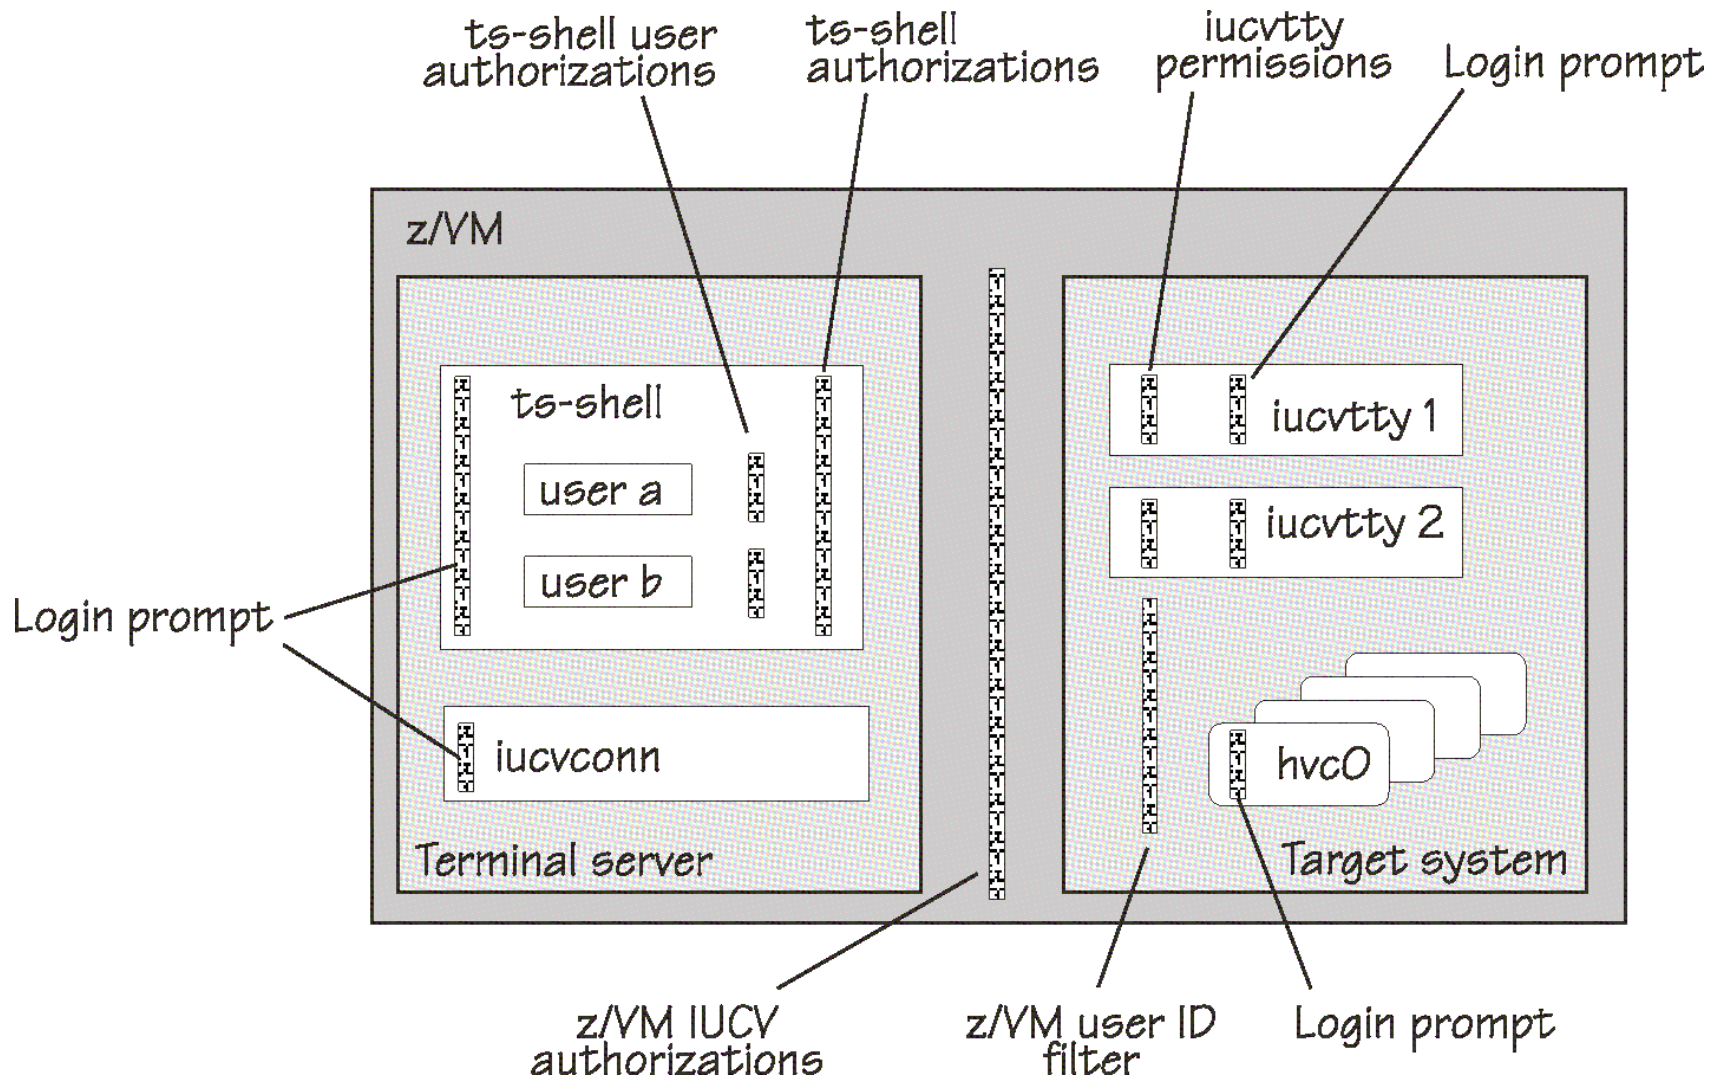 ts-shell user
authorizations
ts-shell
authorizations
iucvtty
permissions
Login prompt
z/VM
ts-shell
user a
user b
Login prompt
iucvconn
Terminal server
iucvtty 1
iucvtty 2
hvc0
Target system
z/VM IUCV
authorizations
z/VM user ID
filter
Login prompt